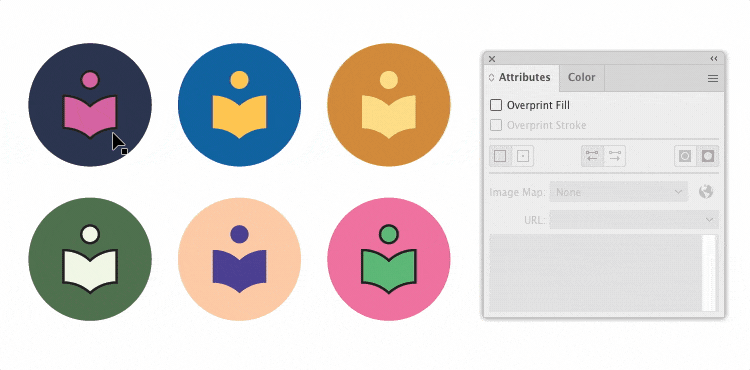 Attributes
Color
Overprint Fill
Overprint Stroke
Image Map: None
URL: